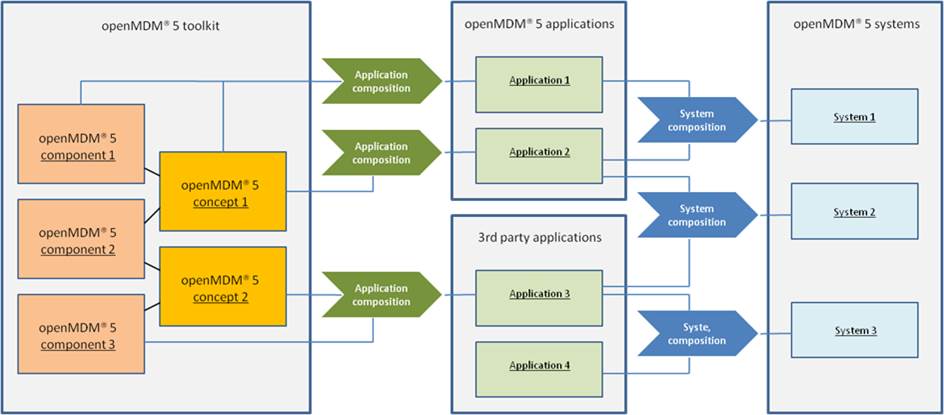 openMDM® 5 toolkit
openMDM® 5
component 1
openMDM® 5
component 2
openMDM® 5
component 3
openMDM® 5
concept 1
openMDM® 5
concept 2
Application
composition
Application
composition
Application
composition
openMDM® 5 applications
Application 1
Application 2
3rd party applications
Application 3
Application 4
System
composition
System
composition
Syste,
composition
openMDM® 5 systems
System 1
System 2
System 3